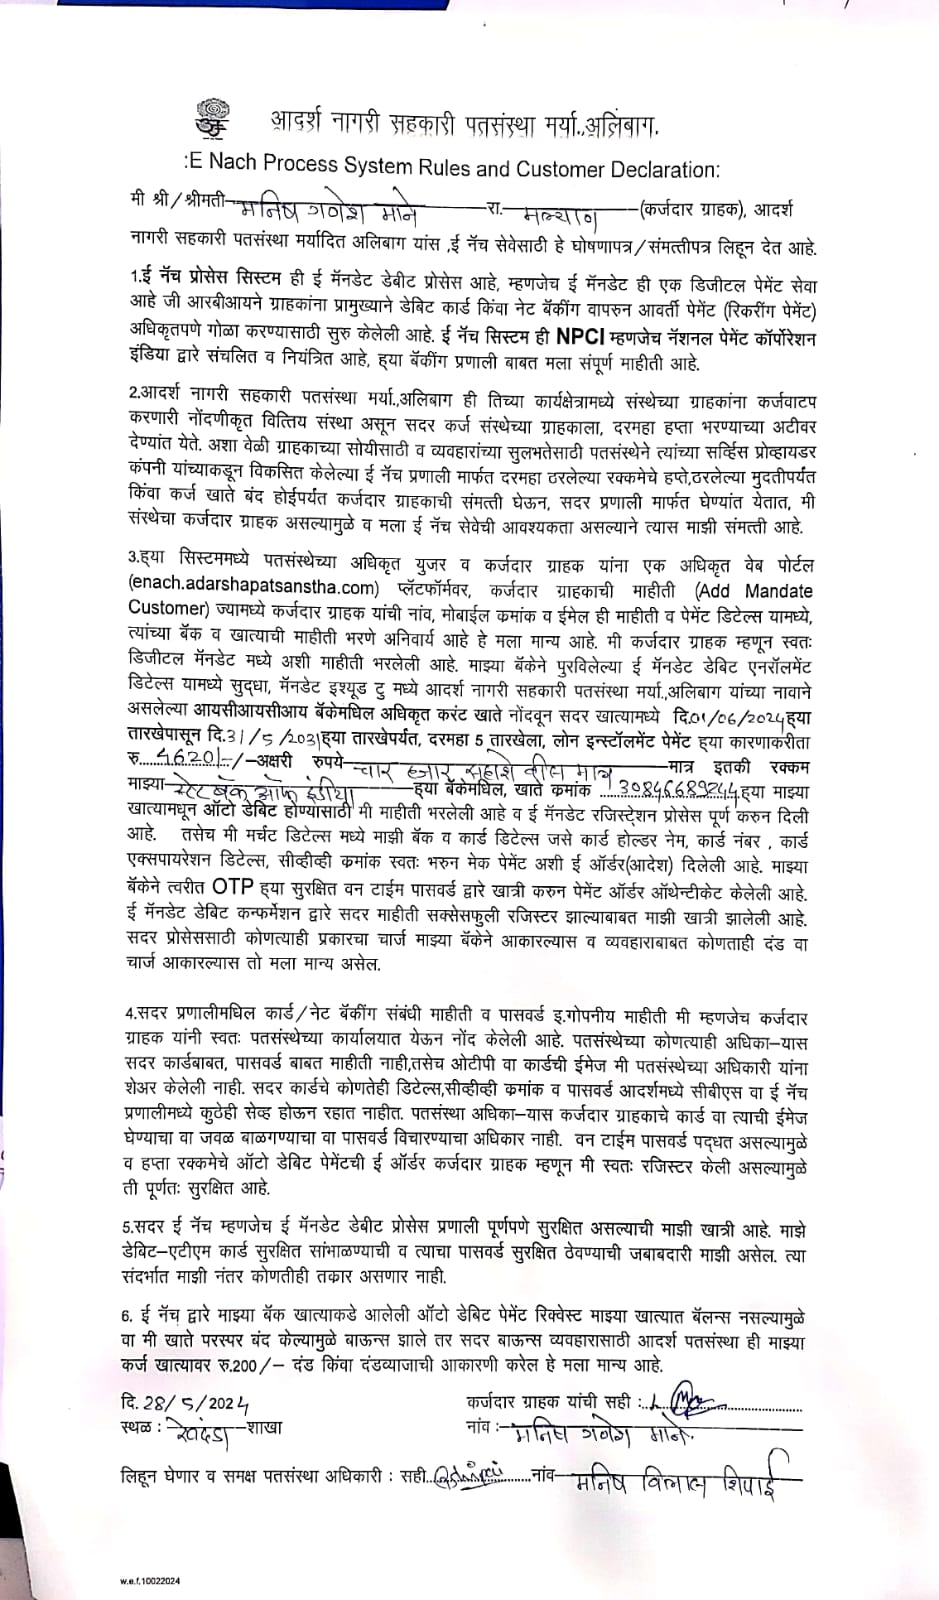 आदर्श नागरी सहकारी पतसंस्था मर्या.,अलिबाग.
:E Nach Process System Rules and Customer Declaration:
मी श्री/श्रीमती मनिष गणेश माने रा. मल्याण (कर्जदार ग्राहक), आदर्श
नागरी सहकारी पतसंस्था मर्यादित अलिबाग यांस ,ई नॅच सेवेसाठी हे घोषणापत्र/संमत्तीपत्र लिहून देत आहे.
1.ई नॅच प्रोसेस सिस्टिम ही ई मॅनडेट डेबीट प्रोसेस आहे, म्हणजेच ई मॅनडेट ही एक डिजीटल पेमेंट सेवा
आहे जी आरबीआयने ग्राहकांना प्रामुख्याने डेबिट कार्ड किंवा नेट बॅकींग वापरुन आवर्ती पेमेंट (रिकरींग पेमेंट)
अधिकृतपणे गोळा करण्यासाठी सुरु केलेली आहे. ई नॅच सिस्टिम ही NPCI म्हणजेच नॅशनल पेमेंट कॉर्पोरेशन
इंडिया द्वारे संचलित व नियंत्रित आहे, ह्या बॅकींग प्रणाली बाबत मला संपूर्ण माहीती आहे.
2.आदर्श नागरी सहकारी पतसंस्था मर्या.,अलिबाग ही तिच्या कार्यक्षेत्रामध्ये संस्थेच्या ग्राहकांना कर्जवाटप
करणारी नोंदणीकृत वित्तिय संस्था असून सदर कर्ज संस्थेच्या ग्राहकाला, दरमहा हप्ता भरण्याच्या अटीवर
देण्यांत येते. अशा वेळी ग्राहकाच्या सोयीसाठी व व्यवहारांच्या सुलभतेसाठी पतसंस्थेने त्यांच्या सर्व्हिस प्रोव्हायडर
कंपनी यांच्याकडून विकसित केलेल्या ई नॅच प्रणाली मार्फत दरमहा ठरलेल्या रक्कमेचे हप्ते,ठरलेल्या मुदतीपर्यंत
किंवा कर्ज खाते बंद होईपर्यंत कर्जदार ग्राहकाची संमत्ती घेऊन, सदर प्रणाली मार्फत घेण्यांत येतात, मी
संस्थेचा कर्जदार ग्राहक असल्यामुळे व मला ई नॅच सेवेची आवश्यकता असल्याने त्यास माझी संमत्ती आहे.
3.ह्या सिस्टिममध्ये पतसंस्थेच्या अधिकृत युजर व कर्जदार ग्राहक यांना एक अधिकृत वेब पोर्टल
(enach.adarshapatsanstha.com) प्लॅटफॉर्मवर, कर्जदार ग्राहकाची माहीती (Add Mandate
Customer) ज्यामध्ये कर्जदार ग्राहक यांची नांव, मोबाईल क्रमांक व ईमेल ही माहीती व पेमेंट डिटेल्स यामध्ये,
त्यांच्या बॅक व खात्याची माहीती भरणे अनिवार्य आहे हे मला मान्य आहे. मी कर्जदार ग्राहक म्हणून स्वतः
डिजीटल मॅनडेट मध्ये अशी माहीती भरलेली आहे. माझ्या बॅकेने पुरविलेल्या ई मॅनडेट डेबिट एनरॉलमेंट
डिटेल्स यामध्ये सुद्धा, मॅनडेट इश्यूड टु मध्ये आदर्श नागरी सहकारी पतसंस्था मर्या.,अलिबाग यांच्या नावाने
असलेल्या आयसीआयसीआय बॅकेमधिल अधिकृत करंट खाते नोंदवून सदर खात्यामध्ये दि.01/06/2024ह्या
तारखेपासून दि.31/5/2031ह्या तारखेपर्यंत, दरमहा 5 तारखेला, लोन इन्स्टॉलमेंट पेमेंट ह्या कारणाकरीता
रु.....4620/-/-अक्षरी रुपये चार हजार सहाशे वीस मात्र मात्र इतकी रक्कम
माझ्या स्टेट बॅक ऑफ इंडीया ह्या बॅकेमधिल, खाते क्रमांक 30846689244ह्या माझ्या
खात्यामधून ऑटो डेबिट होण्यासाठी मी माहीती भरलेली आहे व ई मॅनडेट रजिस्ट्रेशन प्रोसेस पूर्ण करुन दिली
आहे. तसेच मी मर्चंट डिटेल्स मध्ये माझी बॅक व कार्ड डिटेल्स जसे कार्ड होल्डर नेम, कार्ड नंबर , कार्ड
एक्सपायरेशन डिटेल्स, सीव्हीव्ही क्रमांक स्वतः भरुन मेक पेमेंट अशी ई ऑर्डर(आदेश) दिलेली आहे. माझ्या
बॅकेने त्वरीत OTP ह्या सुरक्षित वन टाईम पासवर्ड द्वारे खात्री करुन पेमेंट ऑर्डर ऑथेन्टीकेट केलेली आहे.
ई मॅनडेट डेबिट कन्फर्मेशन द्वारे सदर माहीती सक्सेसफुली रजिस्टर झाल्याबाबत माझी खात्री झालेली आहे.
सदर प्रोसेससाठी कोणत्याही प्रकारचा चार्ज माझ्या बॅकेने आकारल्यास व व्यवहाराबाबत कोणताही दंड वा
चार्ज आकारल्यास तो मला मान्य असेल.
4.सदर प्रणालीमधिल कार्ड/नेट बॅकींग संबंधी माहीती व पासवर्ड इ.गोपनीय माहीती मी म्हणजेच कर्जदार
ग्राहक यांनी स्वतः पतसंस्थेच्या कार्यालयात येऊन नोंद केलेली आहे. पतसंस्थेच्या कोणत्याही अधिका-यास
सदर कार्डबाबत, पासवर्ड बाबत माहीती नाही,तसेच ओटीपी वा कार्डची ईमेज मी पतसंस्थेच्या अधिकारी यांना
शेअर केलेली नाही. सदर कार्डचे कोणतेही डिटेल्स,सीव्हीव्ही क्रमांक व पासवर्ड आदर्शमध्ये सीबीएस वा ई नॅच
प्रणालीमध्ये कुठेही सेव्ह होऊन रहात नाहीत. पतसंस्था अधिका-यास कर्जदार ग्राहकाचे कार्ड वा त्याची ईमेज
घेण्याचा वा जवळ बाळगण्याचा वा पासवर्ड विचारण्याचा अधिकार नाही. वन टाईम पासवर्ड पद्धत असल्यामुळे
व हप्ता रक्कमेचे ऑटो डेबिट पेमेंटची ई ऑर्डर कर्जदार ग्राहक म्हणून मी स्वतः रजिस्टर केली असल्यामुळे
ती पूर्णतः सुरक्षित आहे.
5.सदर ई नॅच म्हणजेच ई मॅनडेट डेबीट प्रोसेस प्रणाली पूर्णपणे सुरक्षित असल्याची माझी खात्री आहे. माझे
डेबिट-एटीएम कार्ड सुरक्षित सांभाळण्याची व त्याचा पासवर्ड सुरक्षित ठेवण्याची जबाबदारी माझी असेल. त्या
संदर्भात माझी नंतर कोणतीही तकार असणार नाही.
6. ई नॅच् द्वारे माझ्या बॅक खात्याकडे आलेली ऑटो डेबिट पेमेंट रिक्वेस्ट माझ्या खात्यात बॅलन्स नसल्यामुळे
वा मी खाते परस्पर बंद केल्यामुळे बाऊन्स झाले तर सदर बाऊन्स व्यवहारासाठी आदर्श पतसंस्था ही माझ्या
कर्ज खात्यावर रु.200/- दंड किंवा दंडव्याजाची आकारणी करेल हे मला मान्य आहे.
दि. 28/5/2024 कर्जदार ग्राहक यांची सही :
स्थळ : रेवदंडा शाखा नांव :- मनिष गणेश माने.
लिहून घेणार व समक्ष पतसंस्था अधिकारी : सही नांव मनिष विलास शिपाई
w.e.f.10022024